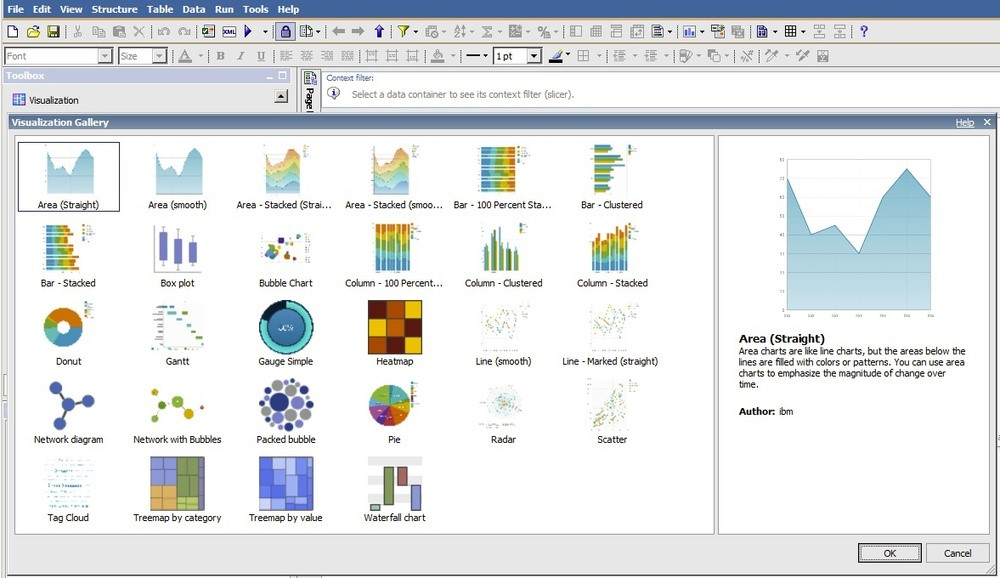 File Edit View Structure Table Data Run Tools Help
Font Size 1 pt
Toolbox
Visualization
Context filter:
Select a data container to see its context filter (slicer).
Visualization Gallery Help
Area (Straight) Area (smooth) Area - Stacked (Strai... Area - Stacked (smoo... Bar - 100 Percent Sta... Bar - Clustered
Bar - Stacked Box plot Bubble Chart Column - 100 Percent... Column - Clustered Column - Stacked
Donut Gantt Gauge Simple Heatmap Line (smooth) Line - Marked (straight)
Network diagram Network with Bubbles Packed bubble Pie Radar Scatter
Tag Cloud Treemap by category Treemap by value Waterfall chart
Area (Straight)
Area charts are like line charts, but the areas below the
lines are filled with colors or patterns. You can use area
charts to emphasize the magnitude of change over
time.
Author: ibm
OK Cancel